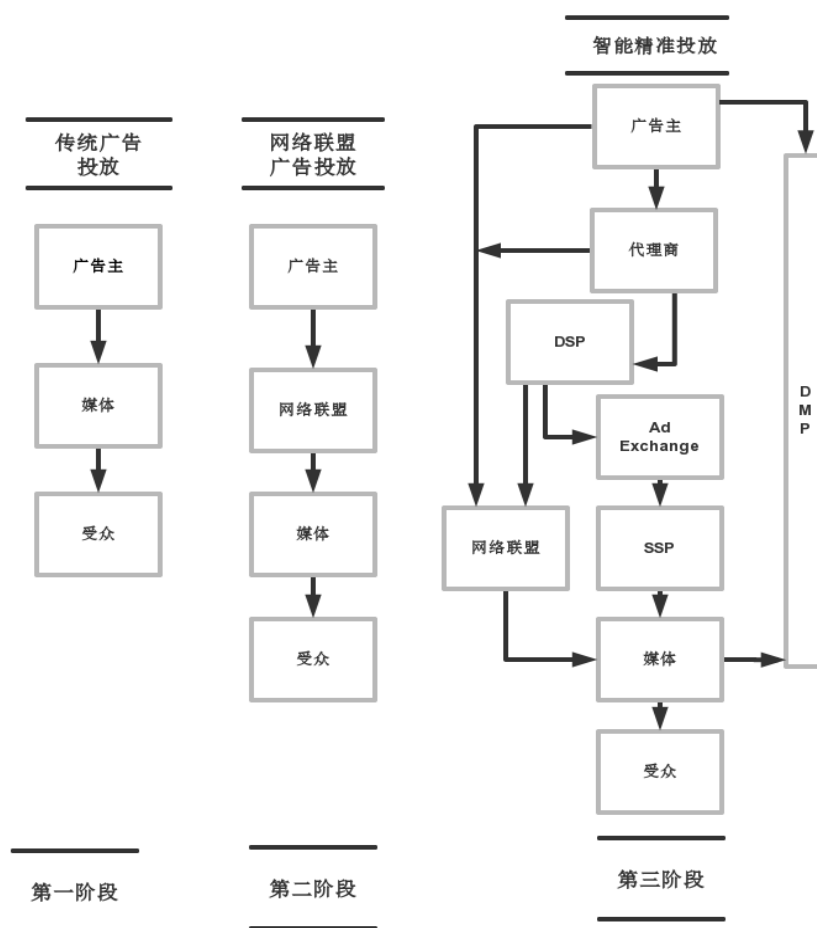 传统广告
投放
广告主
媒体
受众
第一阶段
网络联盟
广告投放
广告主
网络联盟
媒体
受众
第二阶段
智能精准投放
广告主
代理商
DSP
Ad
Exchange
网络联盟
SSP
媒体
受众
D
M
P
第三阶段